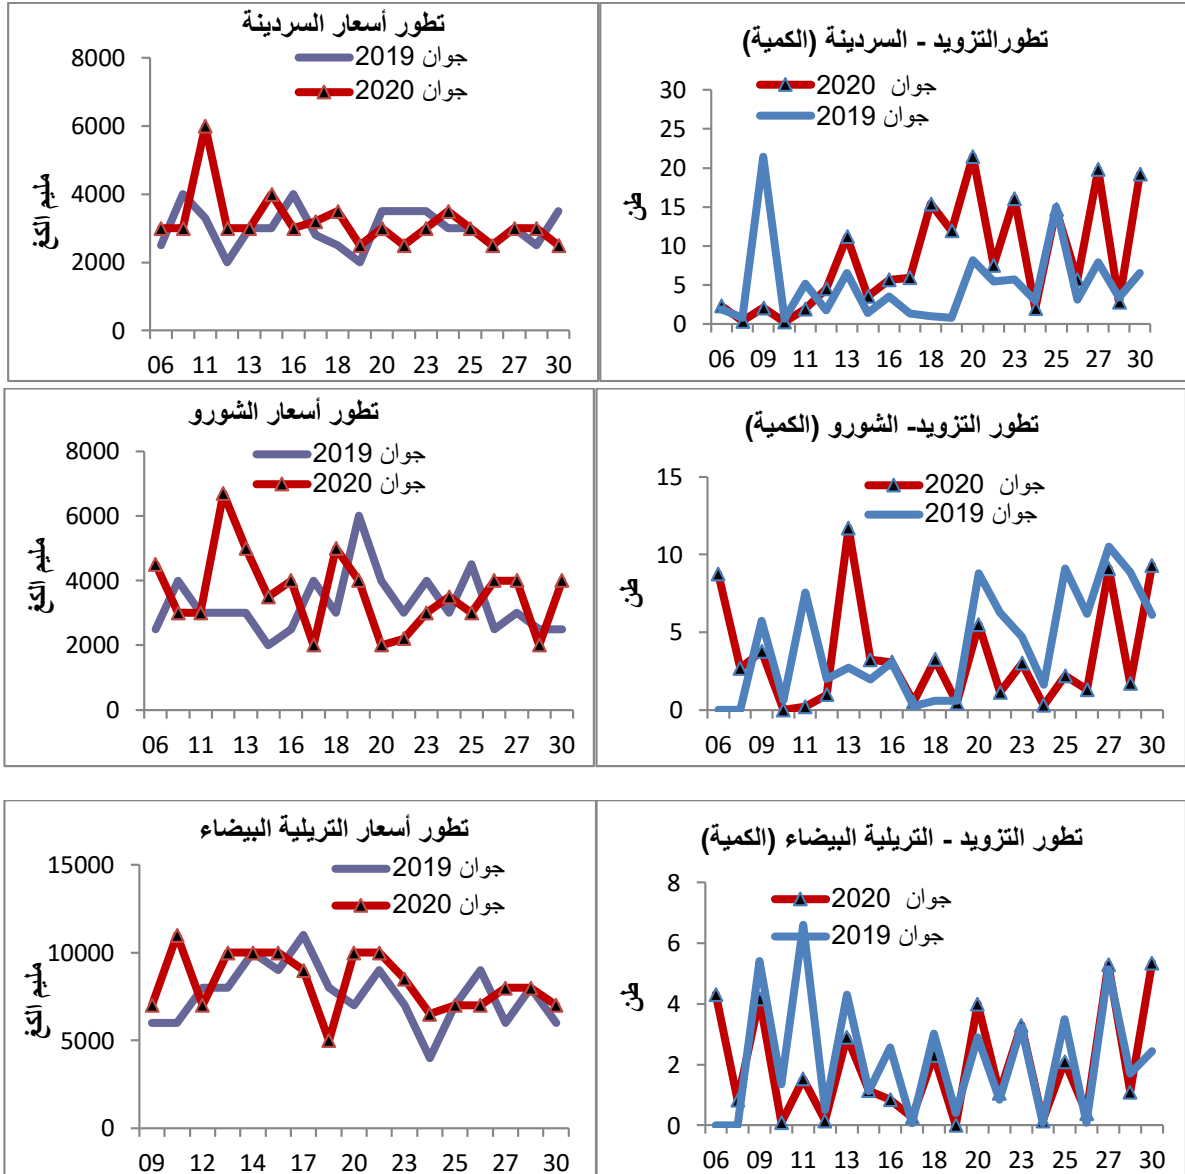 تطور أسعار السردينة
جوان 2019
جوان 2020
مليم الكغ
8000
6000
4000
2000
0
06 11 13 16 18 20 23 25 27 30
تطورالتزويد - السردينة (الكمية)
جوان 2020
جوان 2019
طن
30
25
20
15
10
5
0
06 09 11 13 16 18 20 23 25 27 30
تطور أسعار الشورو
جوان 2019
جوان 2020
مليم الكغ
8000
6000
4000
2000
0
06 11 13 16 18 20 23 25 27 30
تطور التزويد- الشورو (الكمية)
جوان 2020
جوان 2019
طن
15
10
5
0
06 09 11 13 16 18 20 23 25 27 30
تطور أسعار التريلية البيضاء
جوان 2019
جوان 2020
مليم الكغ
15000
10000
5000
0
09 12 14 17 20 23 25 27 30
تطور التزويد - التريلية البيضاء (الكمية)
جوان 2020
جوان 2019
طن
8
6
4
2
0
06 09 11 13 16 18 20 23 25 27 30